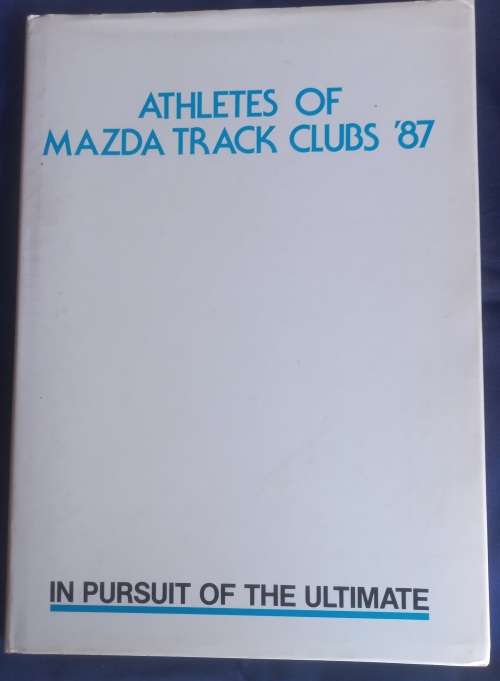 ATHLETES OF
MAZDA TRACK CLUBS '87
IN PURSUIT OF THE ULTIMATE